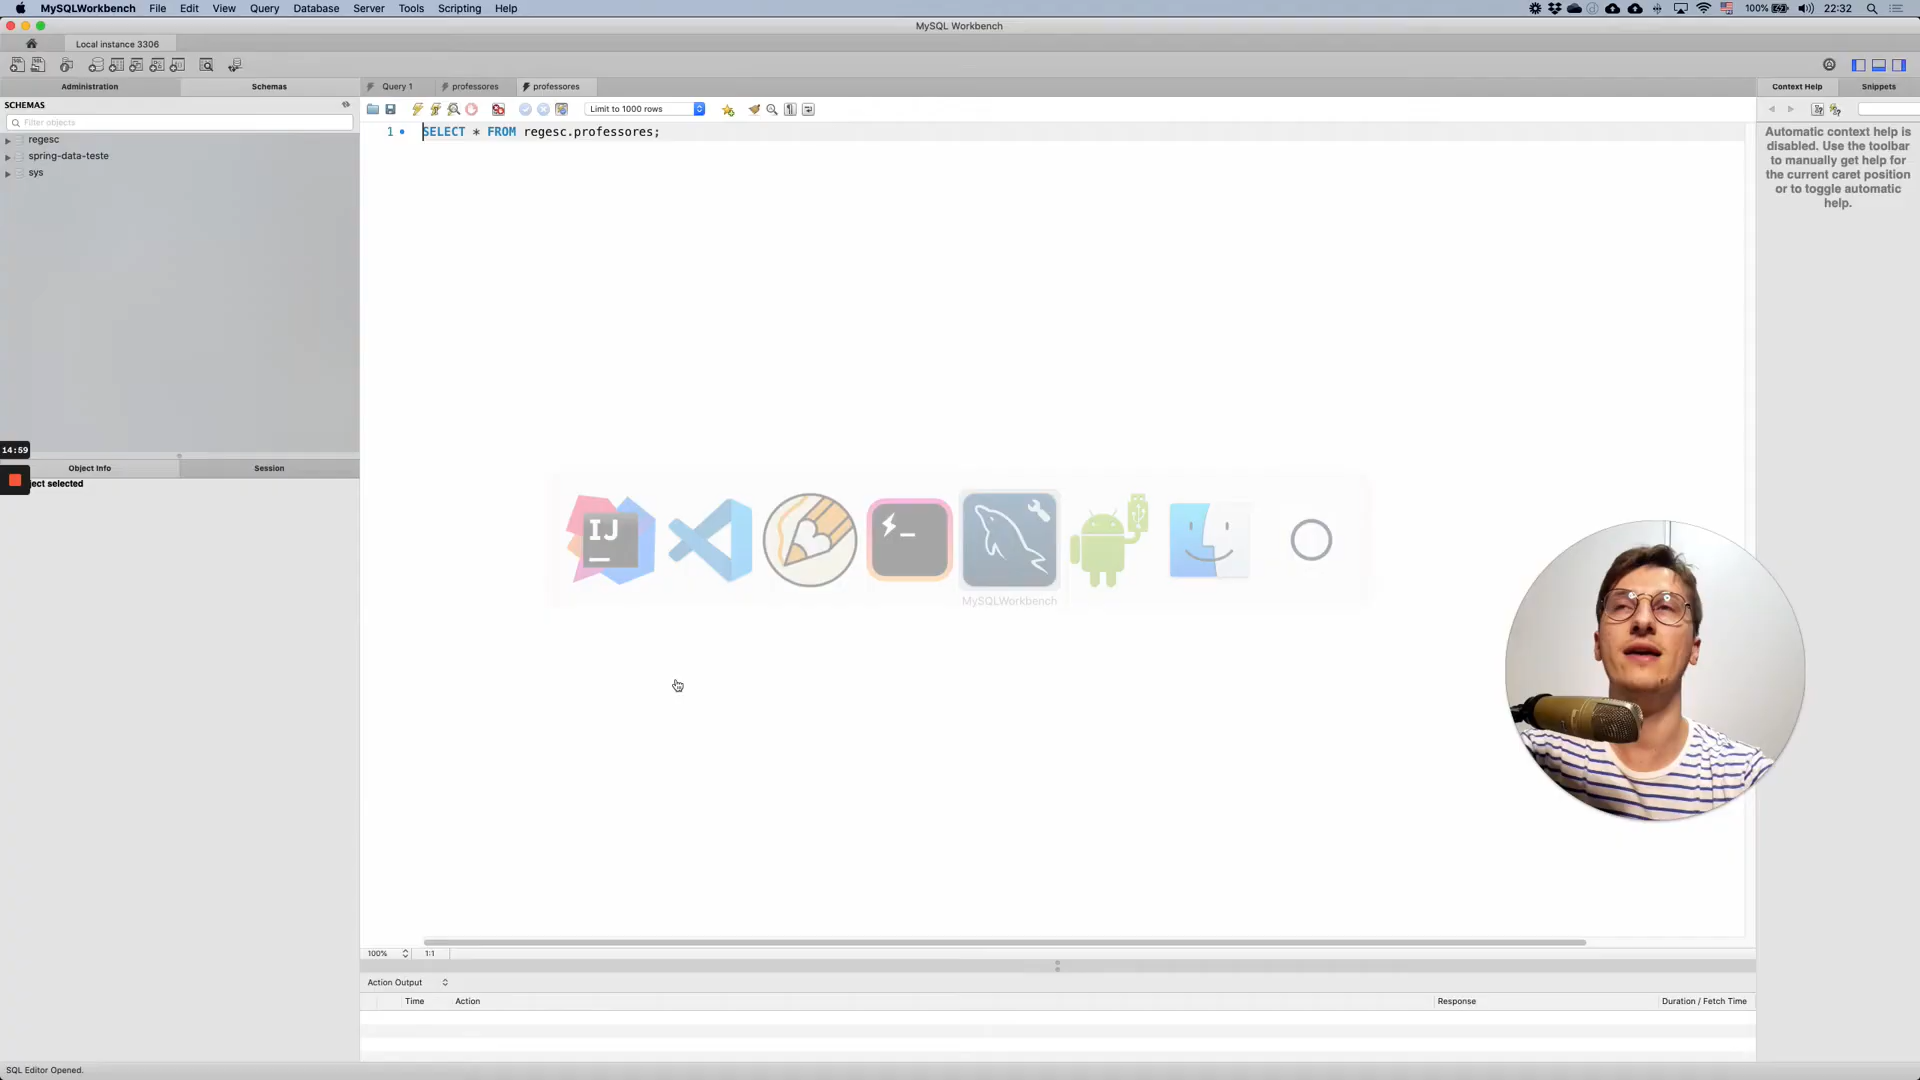 MySQLWorkbench File Edit View Query Database Server Tools Scripting Help 100% 22:32
MySQL Workbench
Local instance 3306
Administration Schemas Query 1 professores professores Context Help Snippets
SCHEMAS
Filter objects
Limit to 1000 rows
regesc
spring-data-teste
sys
1 SELECT * FROM regesc.professores;
Automatic context help is
disabled. Use the toolbar
to manually get help for
the current caret position
or to toggle automatic
help.
14:59
Object Info Session
ject selected
IJ
MySQLWorkbench
100% 1:1
Action Output
Time Action Response Duration / Fetch Time
SQL Editor Opened.